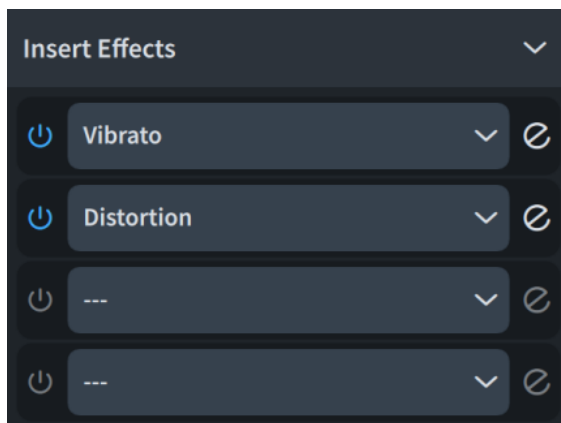 Insert Effects
Vibrato
Distortion
---
---